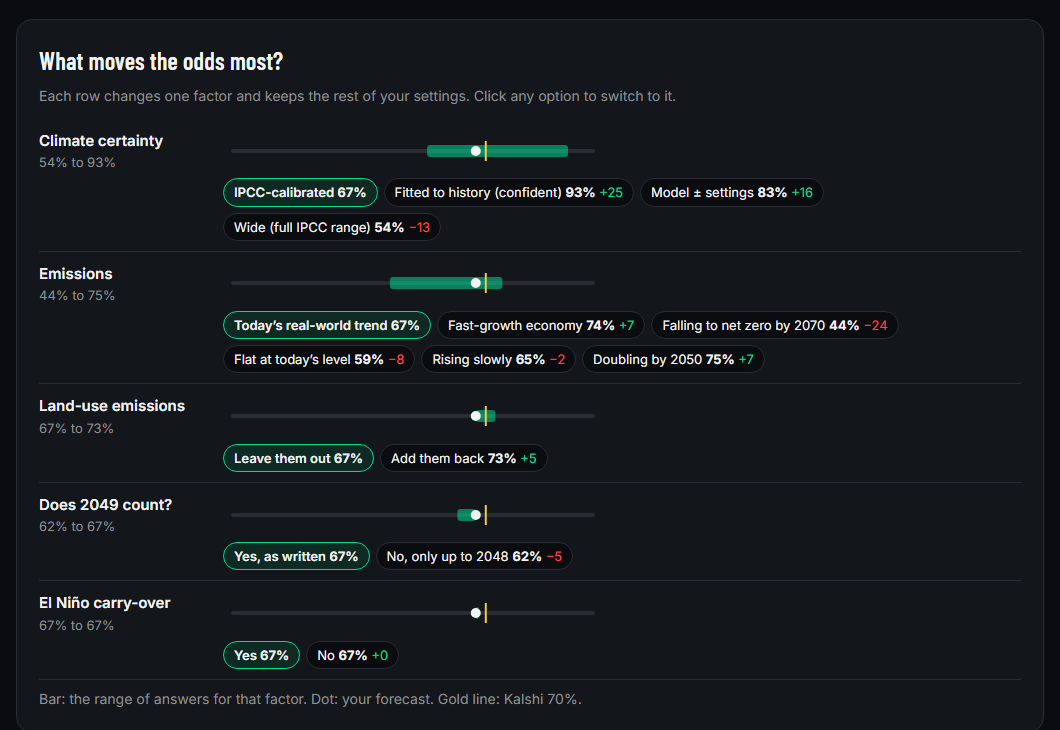 What moves the odds most?
Each row changes one factor and keeps the rest of your settings. Click any option to switch to it.
Climate certainty
54% to 93%
IPCC-calibrated 67%
Fitted to history (confident) 93% +25
Model ± settings 83% +16
Wide (full IPCC range) 54% −13
Emissions
44% to 75%
Today’s real-world trend 67%
Fast-growth economy 74% +7
Falling to net zero by 2070 44% −24
Flat at today’s level 59% −8
Rising slowly 65% −2
Doubling by 2050 75% +7
Land-use emissions
67% to 73%
Leave them out 67%
Add them back 73% +5
Does 2049 count?
62% to 67%
Yes, as written 67%
No, only up to 2048 62% −5
El Niño carry-over
67% to 67%
Yes 67%
No 67% +0
Bar: the range of answers for that factor. Dot: your forecast. Gold line: Kalshi 70%.